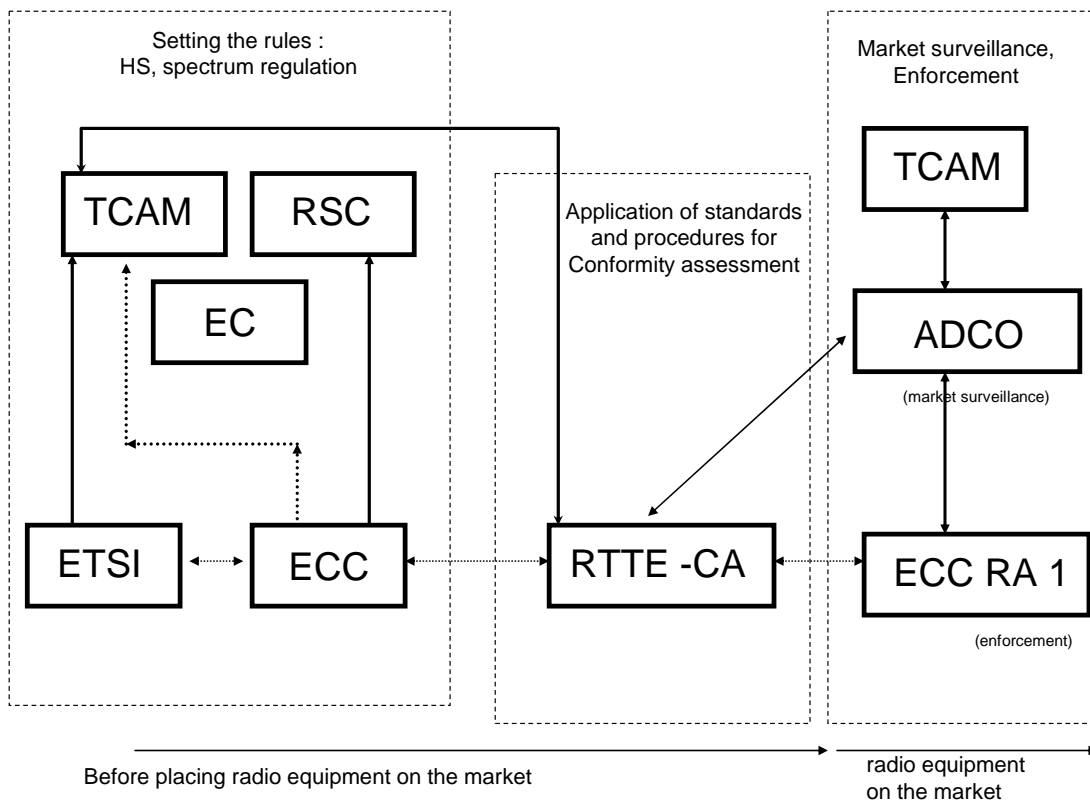 Setting the rules :
HS, spectrum regulation
TCAM
RSC
EC
ETSI
ECC
Application of standards
and procedures for
Conformity assessment
RTTE -CA
Market surveillance,
Enforcement
TCAM
ADCO
(market surveillance)
ECC RA 1
(enforcement)
Before placing radio equipment on the market
radio equipment
on the market